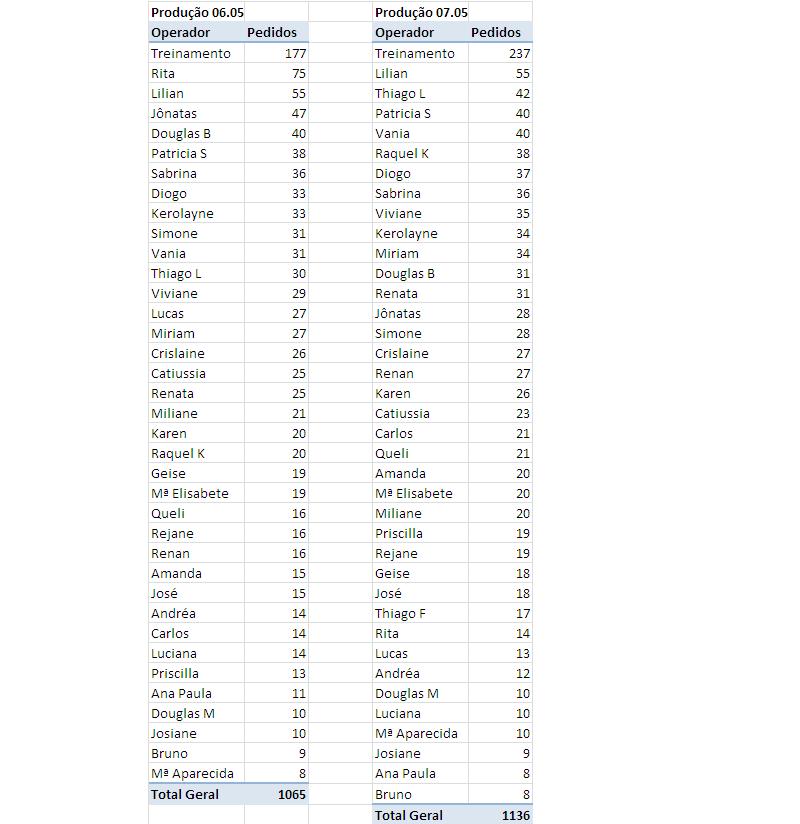 Produção 06.05 Produção 07.05
Operador Pedidos Operador Pedidos
Treinamento 177 Treinamento 237
Rita 75 Lilian 55
Lilian 55 Thiago L 42
Jônatas 47 Patricia S 40
Douglas B 40 Vania 40
Patricia S 38 Raquel K 38
Sabrina 36 Diogo 37
Diogo 33 Sabrina 36
Kerolayne 33 Viviane 35
Simone 31 Kerolayne 34
Vania 31 Miriam 34
Thiago L 30 Douglas B 31
Viviane 29 Renata 31
Lucas 27 Jônatas 28
Miriam 27 Simone 28
Crislaine 26 Crislaine 27
Catiussia 25 Renan 27
Renata 25 Karen 26
Miliane 21 Catiussia 23
Karen 20 Carlos 21
Raquel K 20 Queli 21
Geise 19 Amanda 20
Mª Elisabete 19 Mª Elisabete 20
Queli 16 Miliane 20
Rejane 16 Priscilla 19
Renan 16 Rejane 19
Amanda 15 Geise 18
José 15 José 18
Andréa 14 Thiago F 17
Carlos 14 Rita 14
Luciana 14 Lucas 13
Priscilla 13 Andréa 12
Ana Paula 11 Douglas M 10
Douglas M 10 Luciana 10
Josiane 10 Mª Aparecida 10
Bruno 9 Josiane 9
Mª Aparecida 8 Ana Paula 8
Total Geral 1065 Bruno 8
Total Geral 1136